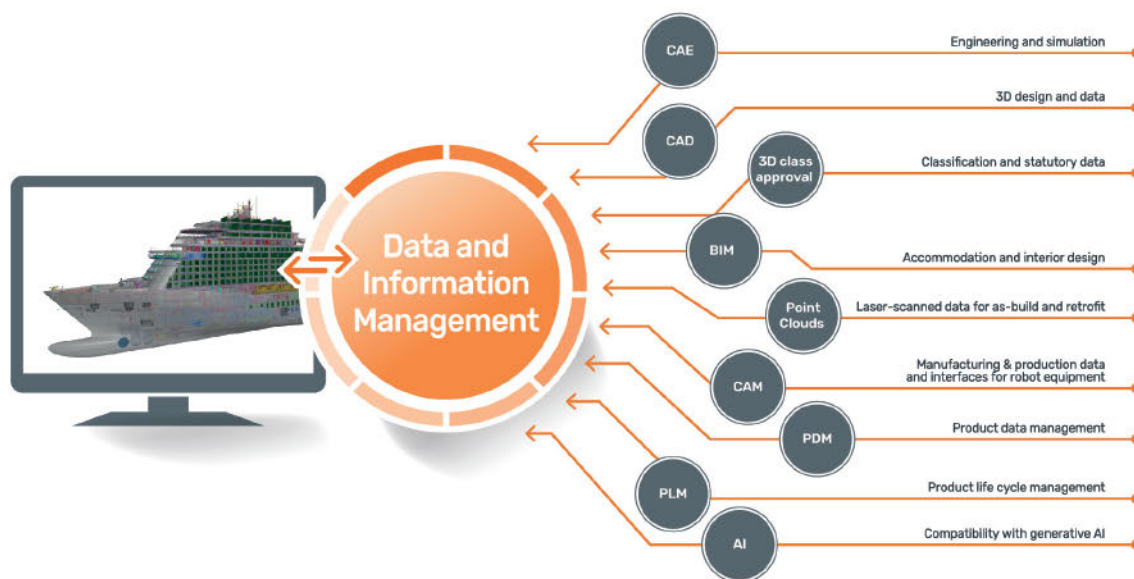 CAE
Engineering and simulation
CAD
3D design and data
3D class
approval
Classification and statutory data
Data and
Information
Management
BIM
Accommodation and interior design
Point
Clouds
Laser-scanned data for as-build and retrofit
CAM
Manufacturing & production data
and interfaces for robot equipment
PDM
Product data management
PLM
Product life cycle management
AI
Compatibility with generative AI